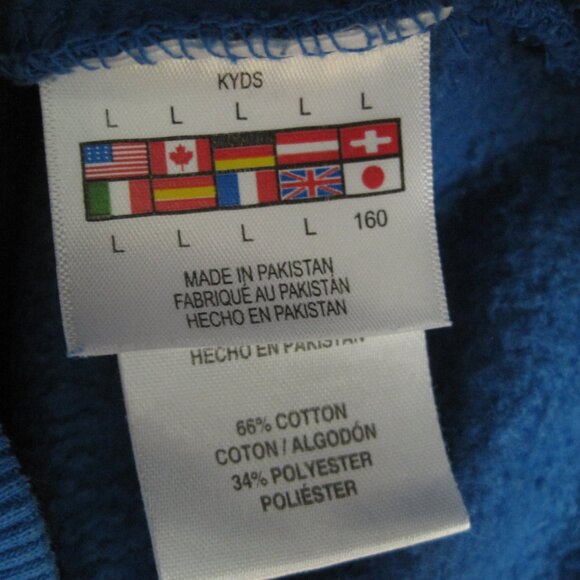 KYDS
L L L L L
L L L L 160
MADE IN PAKISTAN
FABRIQUÉ AU PAKISTÁN
HECHO EN PAKISTAN
HECHO EN PAKISTAN
66% COTTON
COTON / ALGODÓN
34% POLYESTER
POLIÉSTER